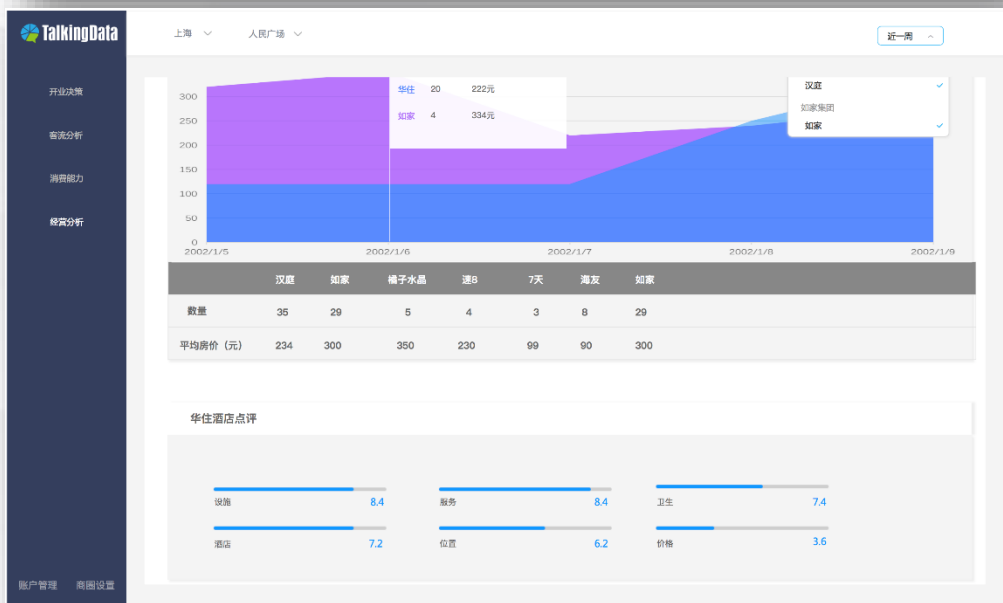 TalkingData
上海 人民广场 近一周
开业决策
客流分析
消费能力
经营分析
账户管理 商圈设置
汉庭
如家集团
如家
华住 20 222元
如家 4 334元
300
250
200
150
100
50
0
2002/1/5 2002/1/6 2002/1/7 2002/1/8 2002/1/9
汉庭 如家 橘子水晶 速8 7天 海友 如家
数量 35 29 5 4 3 8 29
平均房价（元） 234 300 350 230 99 90 300
华住酒店点评
设施 8.4 服务 8.4 卫生 7.4
酒店 7.2 位置 6.2 价格 3.6